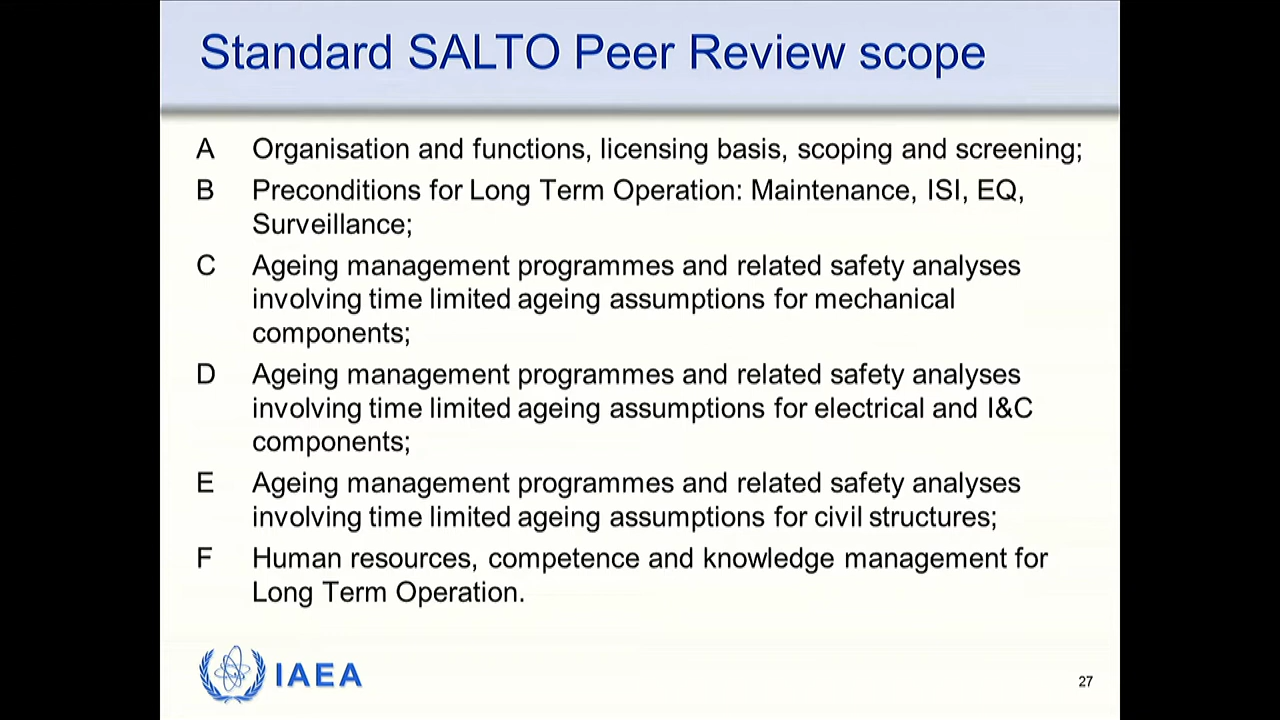 Standard SALTO Peer Review scope
A Organisation and functions, licensing basis, scoping and screening;
B Preconditions for Long Term Operation: Maintenance, ISI, EQ,
Surveillance;
C Ageing management programmes and related safety analyses
involving time limited ageing assumptions for mechanical
components;
D Ageing management programmes and related safety analyses
involving time limited ageing assumptions for electrical and I&C
components;
E Ageing management programmes and related safety analyses
involving time limited ageing assumptions for civil structures;
F Human resources, competence and knowledge management for
Long Term Operation.
IAEA
27